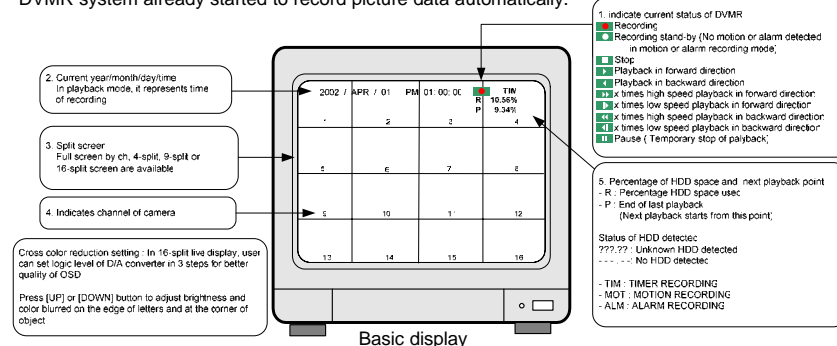 DVMR system already started to record picture data automatically.
1. indicate current status of DVMR
Recording
Recording stand-by (No motion or alarm detected
in motion or alarm recording mode)
Stop
Playback in forward direction
Playback in backward direction
x times high speed playback in forward direction
x times low speed playback in forward direction
x times high speed playback in backward direction
x times low speed playback in backward direction
Pause ( Temporary stop of palyback)
2. Current year/month/day/time
In playback mode, it represents time
of recording
3. Split screen
Full screen by ch, 4-split, 9-split or
16-split screen are available
4. Indicates channel of camera
Cross color reduction setting : In 16-split live display, user
can set logic level of D/A converter in 3 steps for better
quality of OSD
Press [UP] or [DOWN] button to adjust brightness and
color blurred on the edge of letters and at the corner of
object
2002 / APR / 01 PM 01: 00: 00 TIM
R 10.56%
P 9.34%
1 2 3 4
5 6 7 8
9 10 11 12
13 14 15 16
5. Percentage of HDD space and next playback point
- R : Percentage HDD space used
- P : End of last playback
(Next playback starts from this point)
Status of HDD detected
???.?? : Unknown HDD detected
- - - . - -: No HDD detected
- TIM : TIMER RECORDING
- MOT : MOTION RECORDING
- ALM : ALARM RECORDING
Basic display